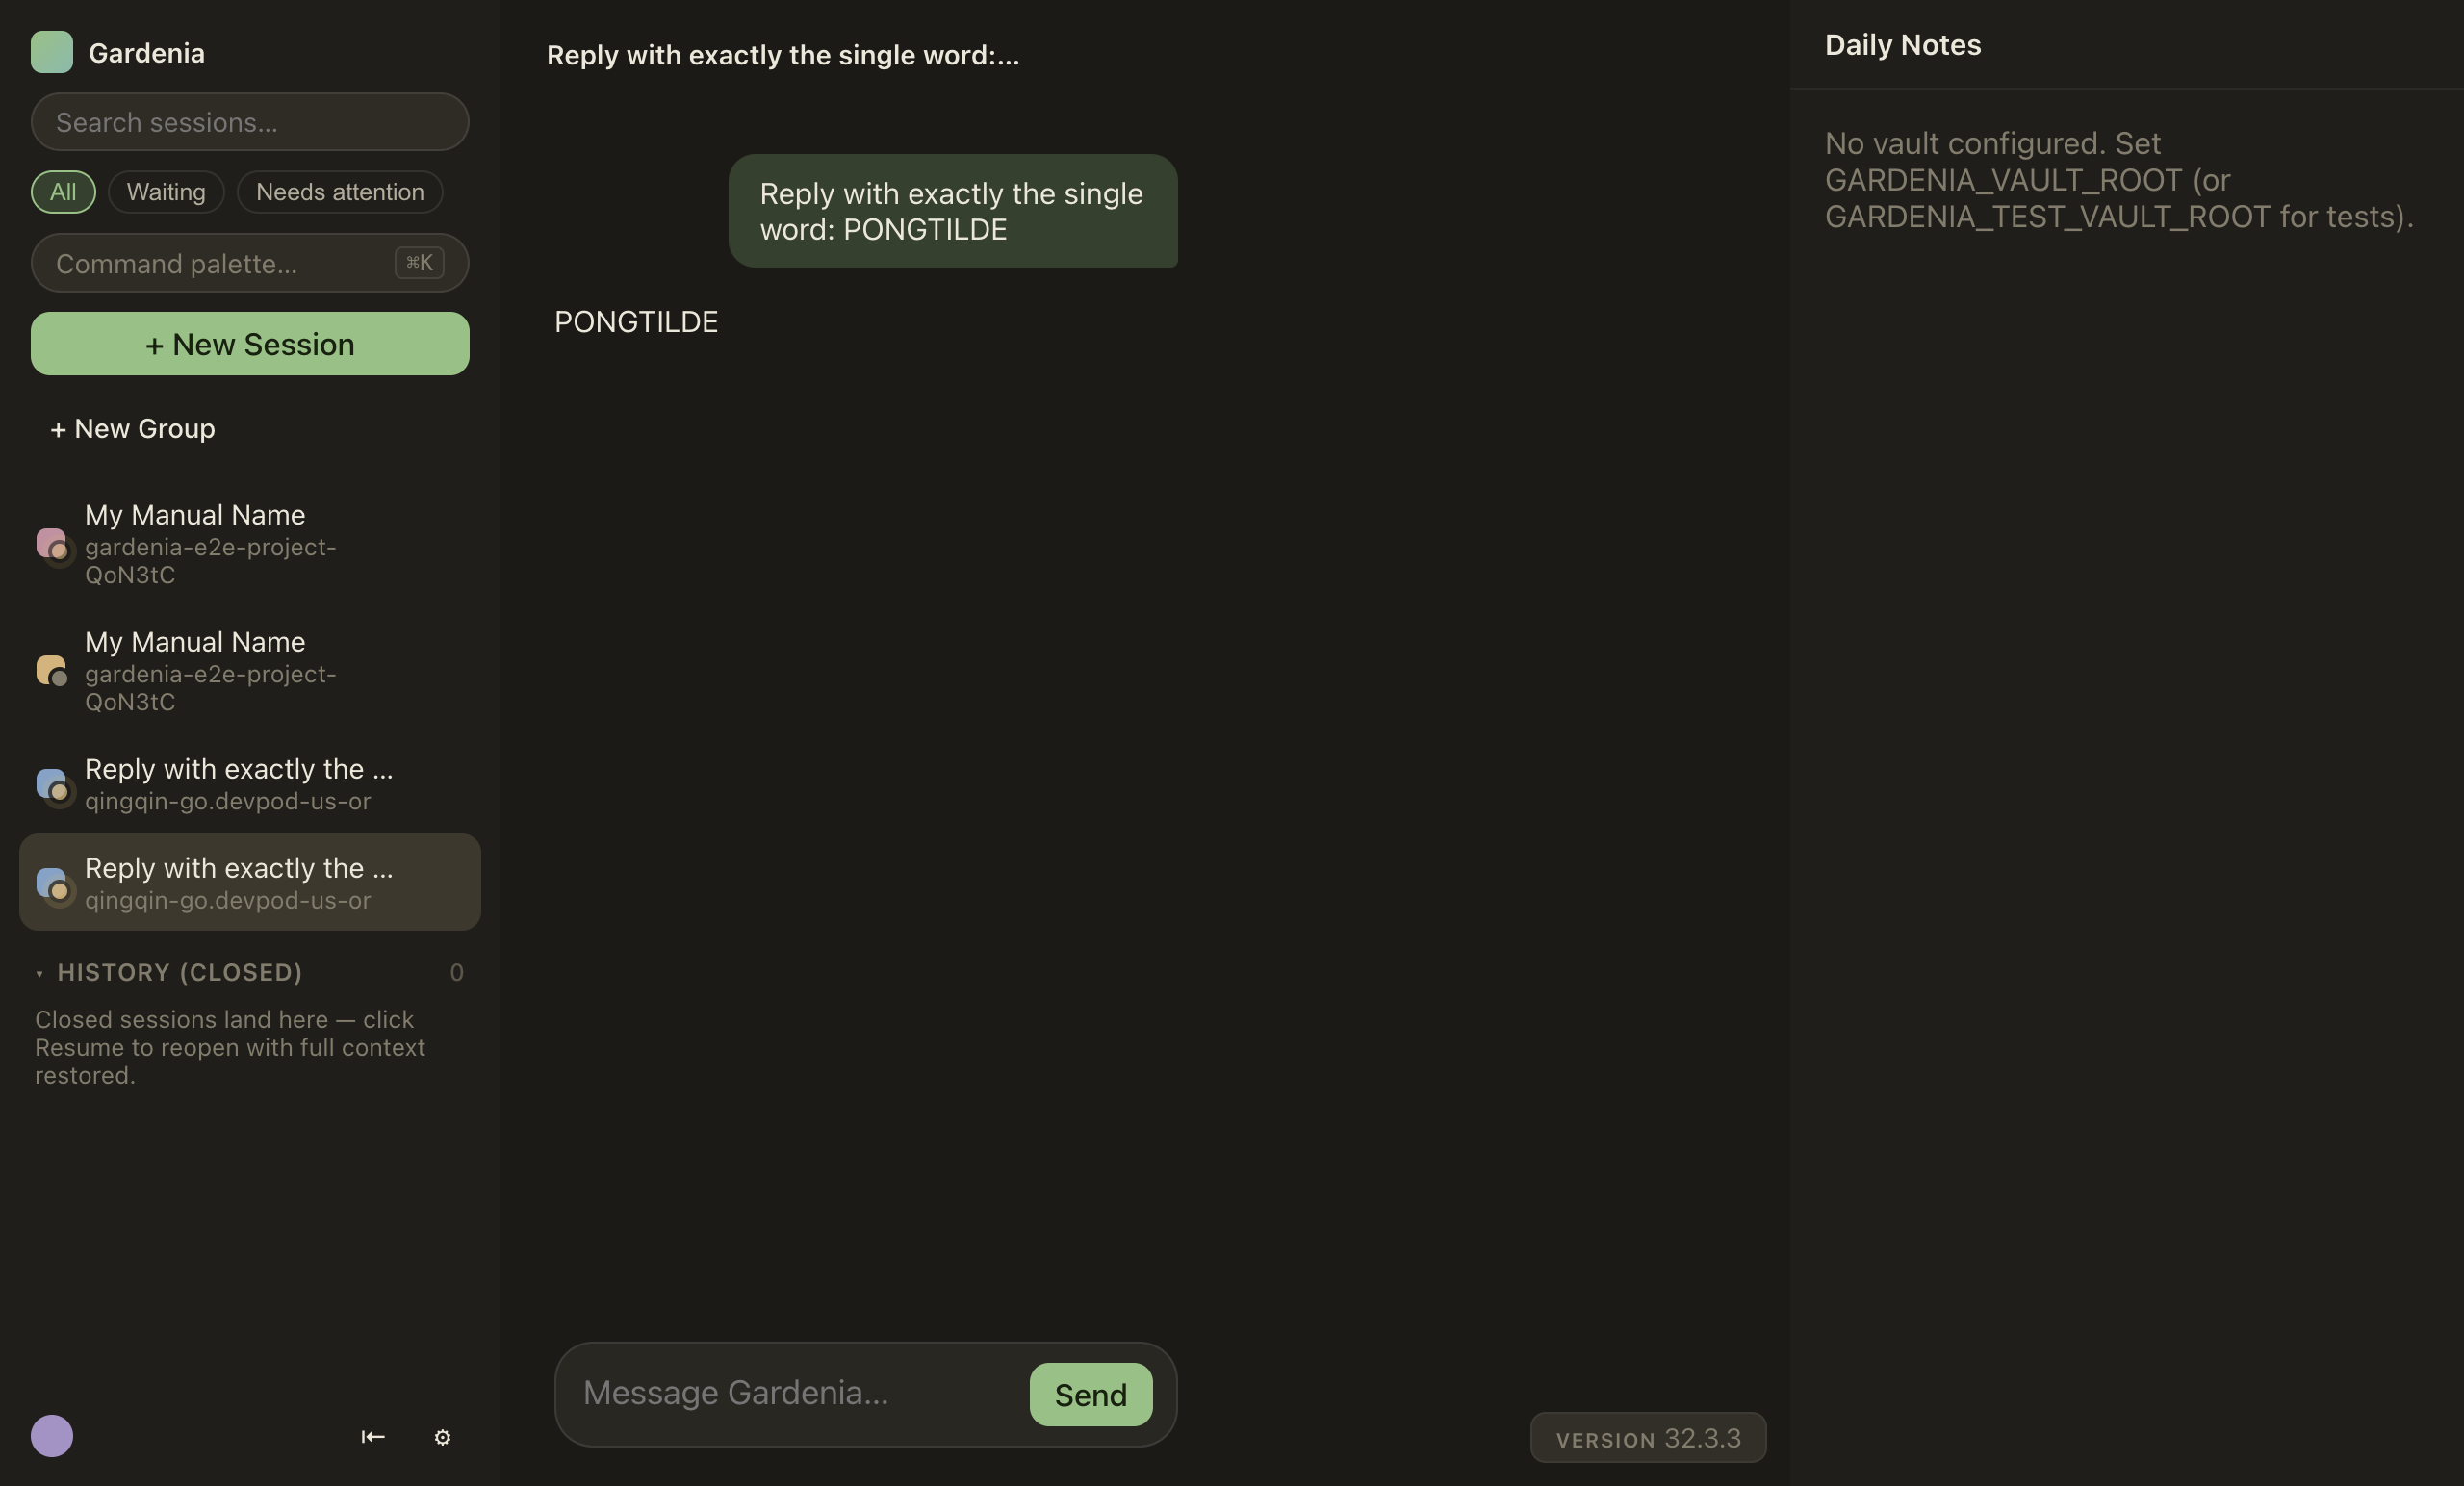 Gardenia
Search sessions...
All
Waiting
Needs attention
Command palette...
⌘K
+ New Session
+ New Group
My Manual Name
gardenia-e2e-project-
QoN3tC
My Manual Name
gardenia-e2e-project-
QoN3tC
Reply with exactly the ...
qingqin-go.devpod-us-or
Reply with exactly the ...
qingqin-go.devpod-us-or
HISTORY (CLOSED)
0
Closed sessions land here — click
Resume to reopen with full context
restored.
Reply with exactly the single word:...
Reply with exactly the single
word: PONGTILDE
PONGTILDE
Message Gardenia...
Send
VERSION 32.3.3
Daily Notes
No vault configured. Set
GARDENIA_VAULT_ROOT (or
GARDENIA_TEST_VAULT_ROOT for tests).